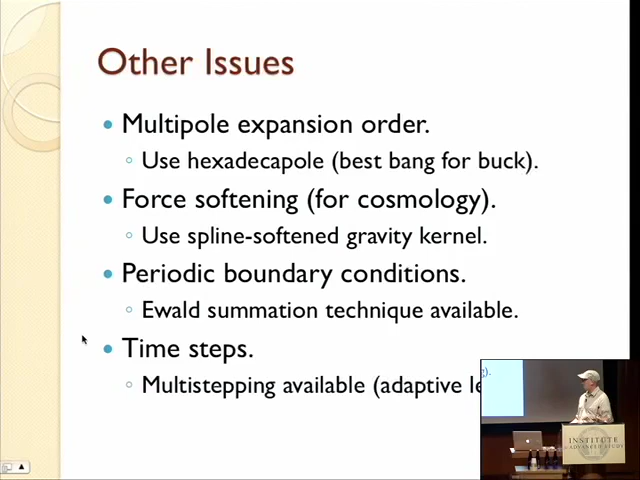 Other Issues
• Multipole expansion order.
◦ Use hexadecapole (best bang for buck).
• Force softening (for cosmology).
◦ Use spline-softened gravity kernel.
• Periodic boundary conditions.
◦ Ewald summation technique available.
• Time steps.
◦ Multistepping available (adaptive
INSTITUTE
ADVANCED STUDY